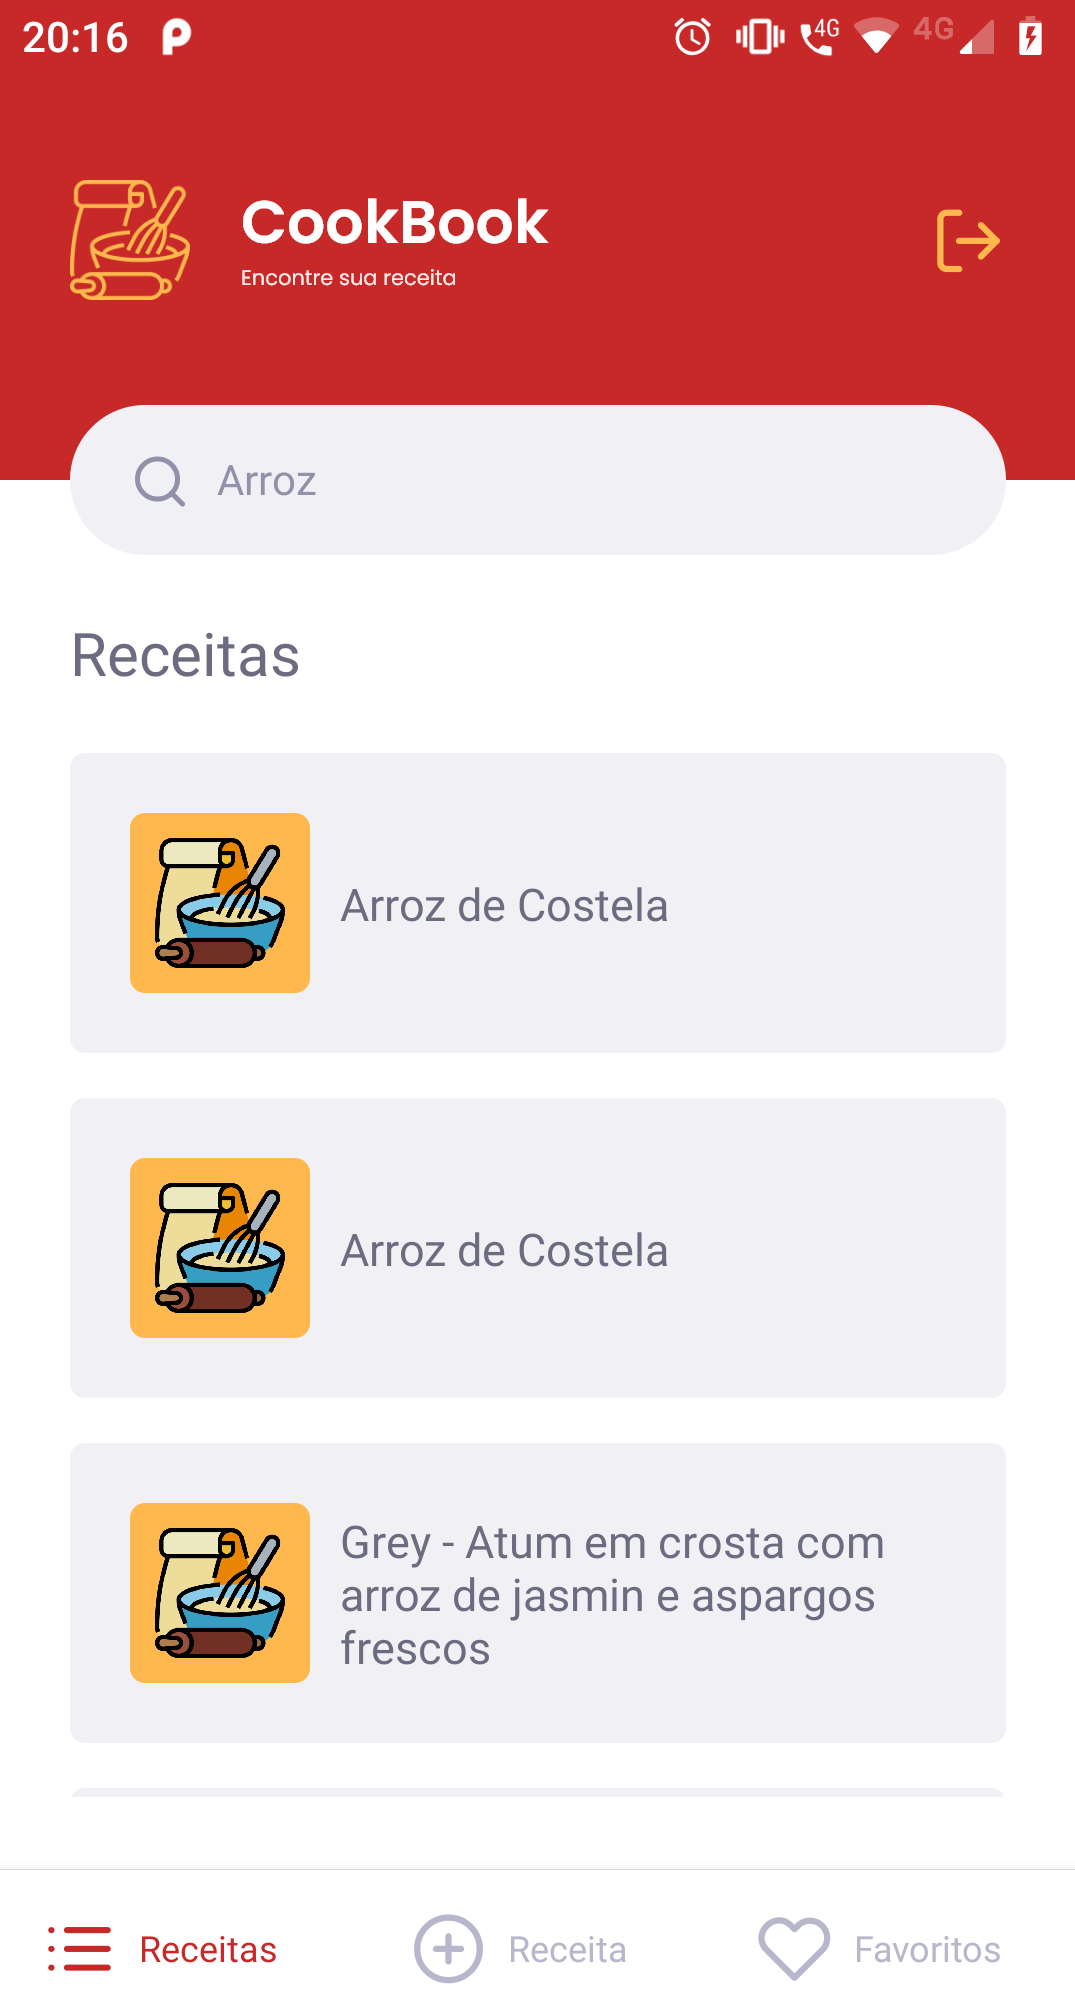 20:16
4G
4G
CookBook
Encontre sua receita
Arroz
Receitas
Arroz de Costela
Arroz de Costela
Grey - Atum em crosta com
arroz de jasmin e aspargos
frescos
Receitas
Receita
Favoritos